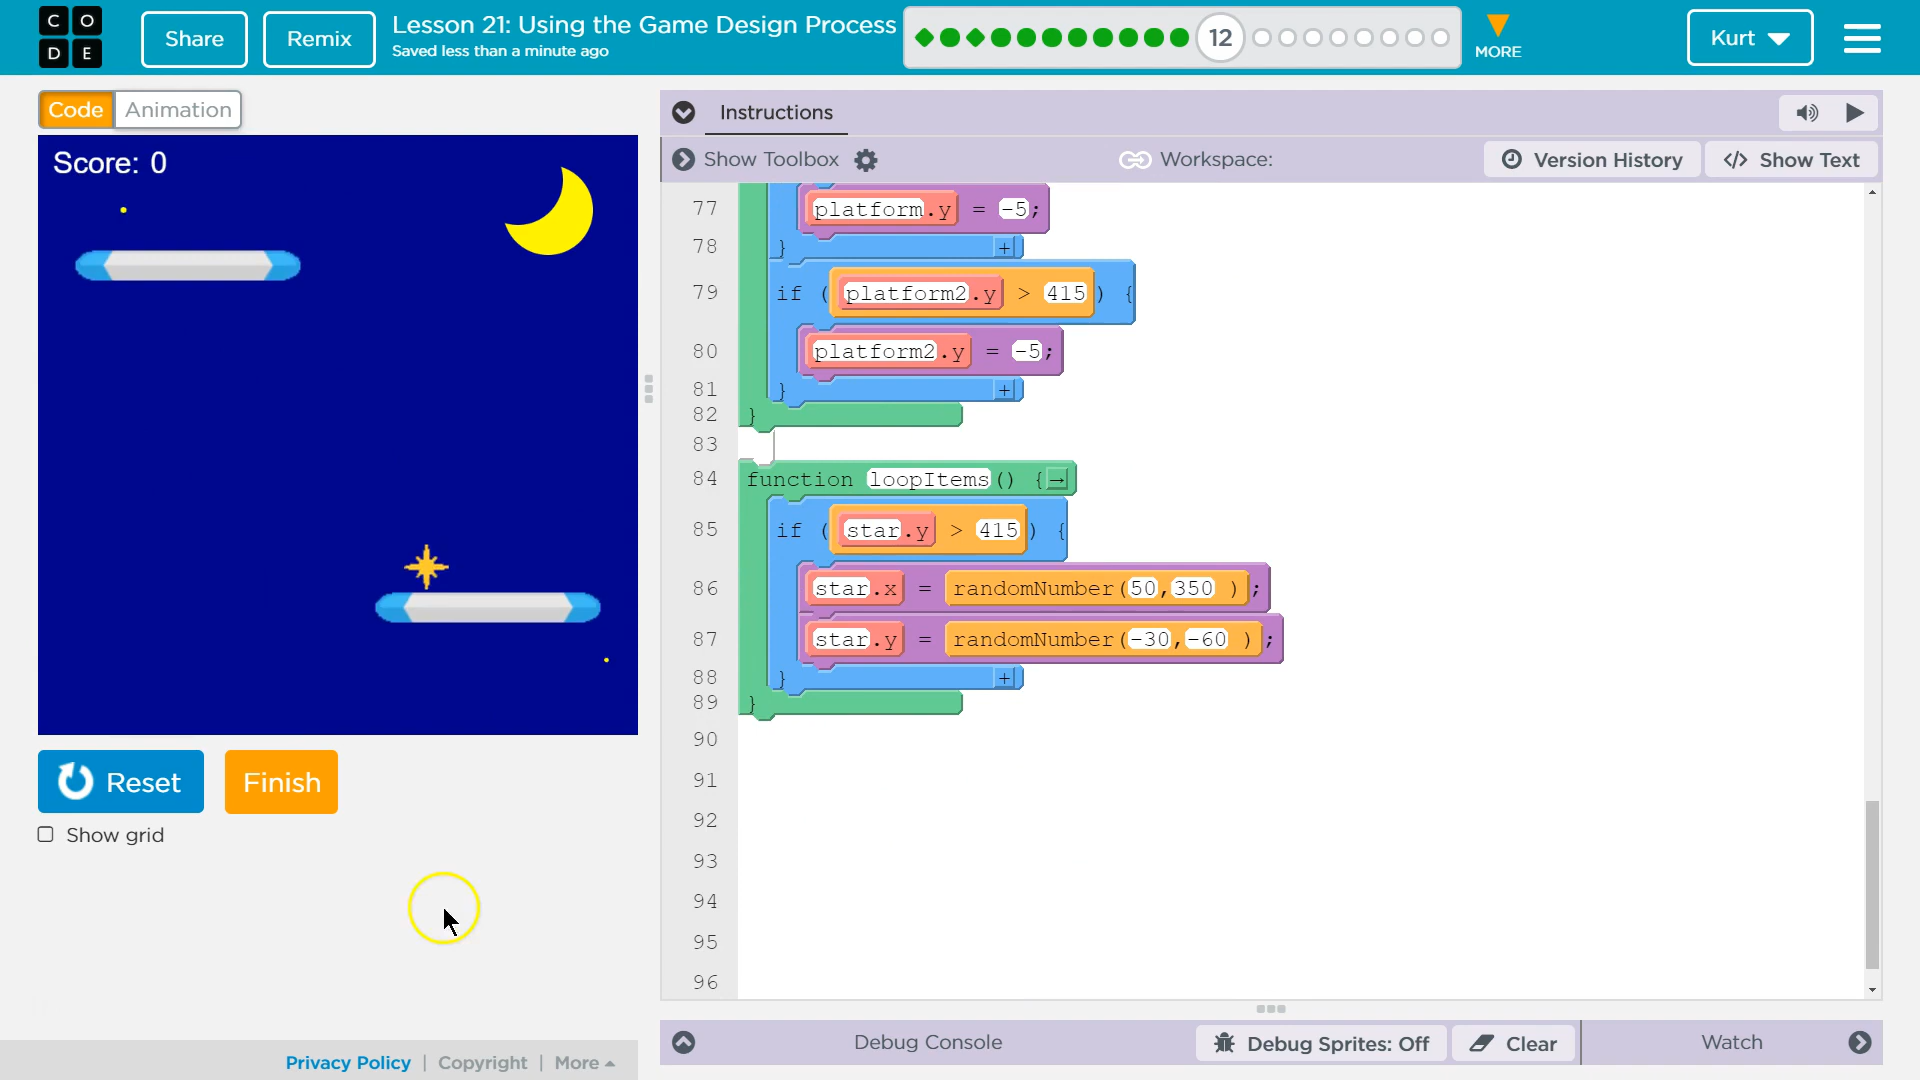 CODE
Share
Remix
Lesson 21: Using the Game Design Process
Saved less than a minute ago
12
MORE
Kurt
Code
Animation
Instructions
Show Toolbox
Workspace:
Version History
</> Show Text
Score: 0
77 platform.y = -5;
78 } +
79 if ( platform2.y > 415 ) {
80 platform2.y = -5;
81 } +
82 }
83
84 function loopItems() { →
85 if ( star.y > 415 ) {
86 star.x = randomNumber(50,350 );
87 star.y = randomNumber(-30,-60 );
88 } +
89 }
90
91
92
93
94
95
96
Reset
Finish
Show grid
Privacy Policy | Copyright | More
Debug Console
Debug Sprites: Off
Clear
Watch